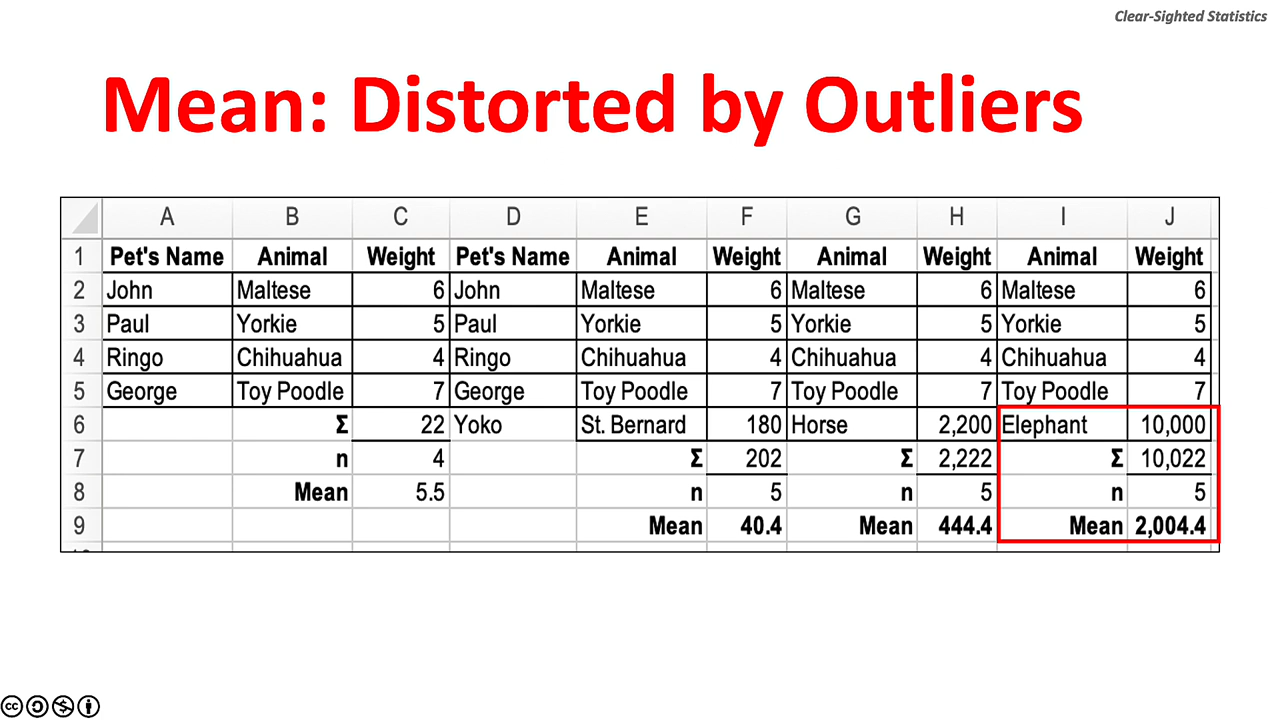 Clear-Sighted Statistics
Mean: Distorted by Outliers
A B C D E F G H I J
1 Pet's Name Animal Weight Pet's Name Animal Weight Animal Weight Animal Weight
2 John Maltese 6 John Maltese 6 Maltese 6 Maltese 6
3 Paul Yorkie 5 Paul Yorkie 5 Yorkie 5 Yorkie 5
4 Ringo Chihuahua 4 Ringo Chihuahua 4 Chihuahua 4 Chihuahua 4
5 George Toy Poodle 7 George Toy Poodle 7 Toy Poodle 7 Toy Poodle 7
6 Σ 22 Yoko St. Bernard 180 Horse 2,200 Elephant 10,000
7 n 4 Σ 202 Σ 2,222 Σ 10,022
8 Mean 5.5 n 5 n 5 n 5
9 Mean 40.4 Mean 444.4 Mean 2,004.4